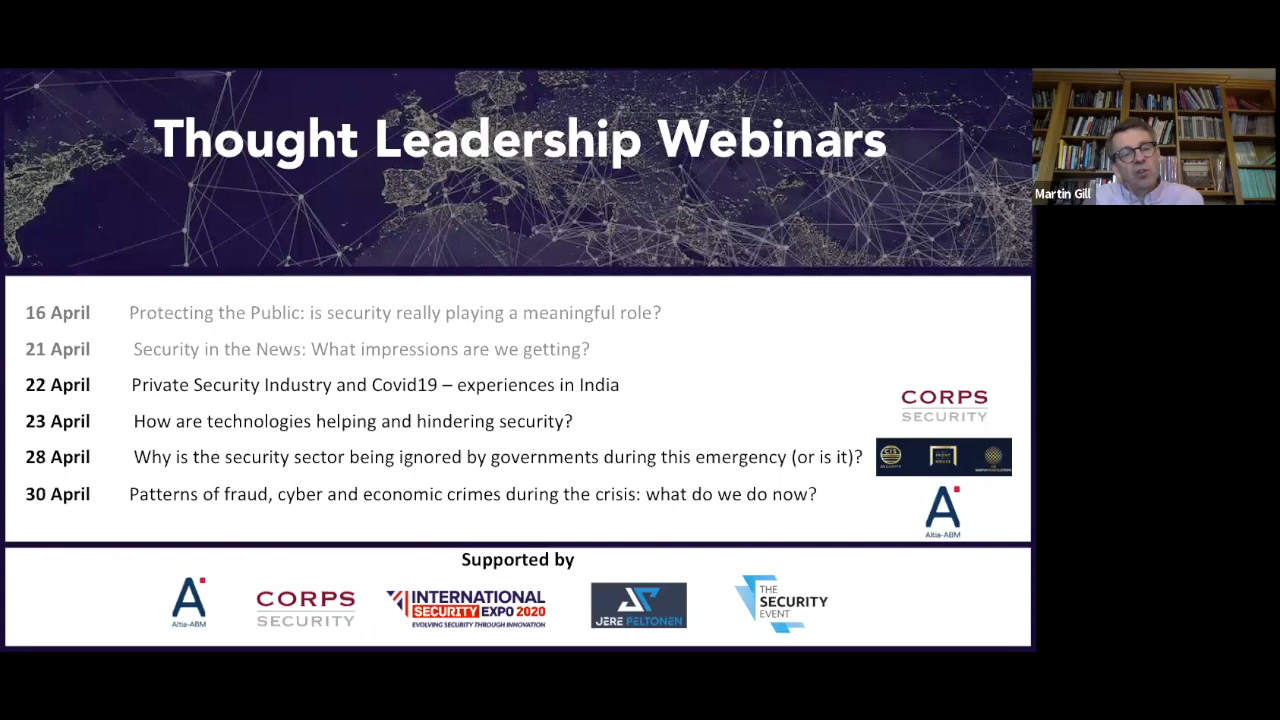 Thought Leadership Webinars
Martin Gill
16 April Protecting the Public: is security really playing a meaningful role?
21 April Security in the News: What impressions are we getting?
22 April Private Security Industry and Covid19 – experiences in India
23 April How are technologies helping and hindering security?
CORPS
SECURITY
28 April Why is the security sector being ignored by governments during this emergency (or is it)?
CIS
SECURITY
30 April Patterns of fraud, cyber and economic crimes during the crisis: what do we do now?
A
Altia-ABM
Supported by
A
Altia-ABM
CORPS
SECURITY
INTERNATIONAL
SECURITY EXPO 2020
EVOLVING SECURITY THROUGH INNOVATION
JERE PELTONEN
THE
SECURITY
EVENT